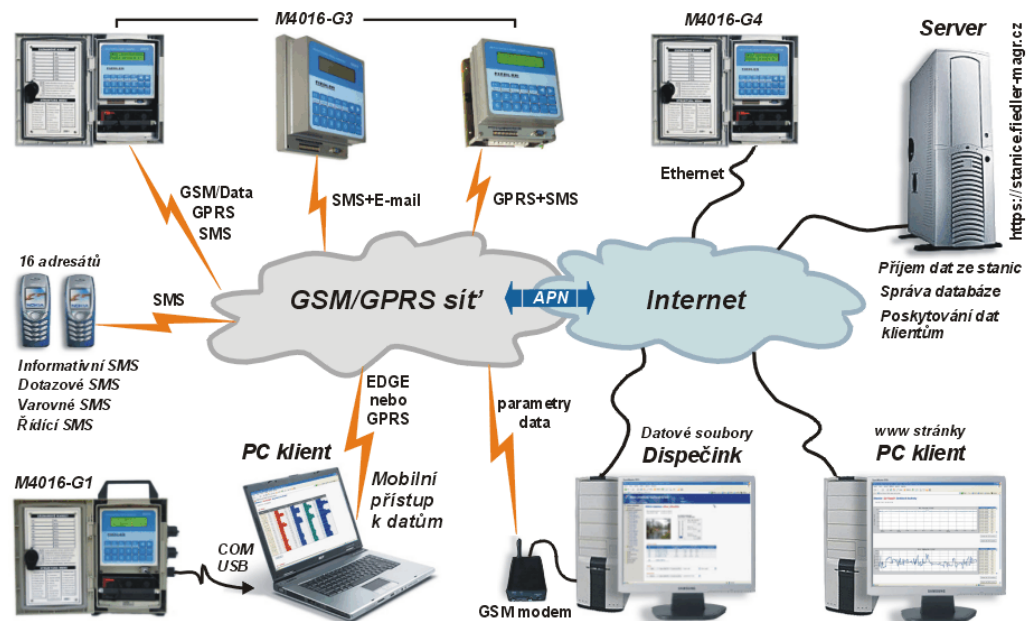 M4016-G3
M4016-G4
Server
https://stanice.fiedler-magr.cz
GSM/Data
GPRS
SMS
SMS+E-mail
GPRS+SMS
Ethernet
16 adresátů
SMS
GSM/GPRS síť
APN
Internet
Příjem dat ze stanic
Správa databáze
Poskytování dat
klientům
Informativní SMS
Dotazové SMS
Varovné SMS
Řídící SMS
EDGE
nebo
GPRS
parametry
data
Datové soubory
Dispečink
www stránky
PC klient
M4016-G1
PC klient
Mobilní
přístup
k datům
COM
USB
GSM modem